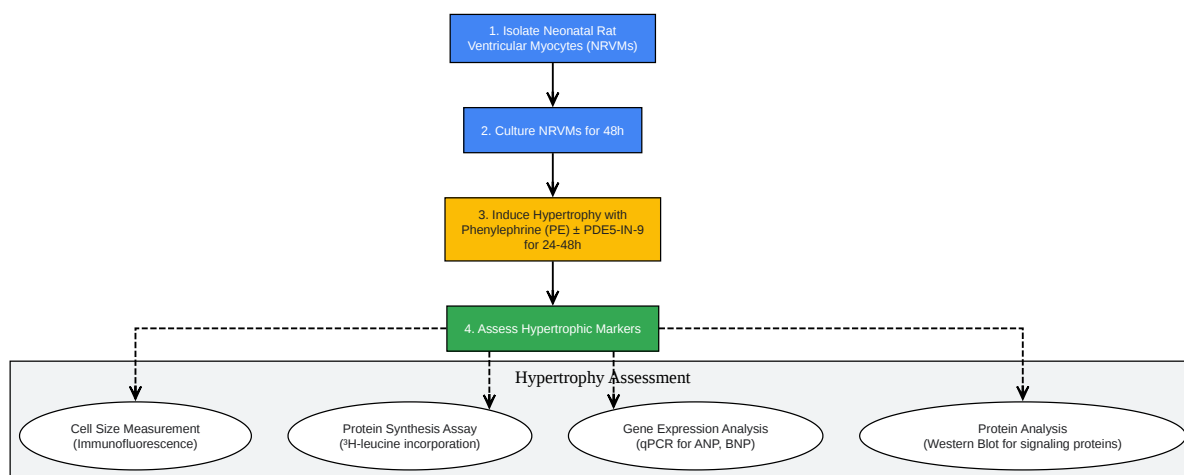 1. Isolate Neonatal Rat
Ventricular Myocytes (NRVMs)
2. Culture NRVMs for 48h
3. Induce Hypertrophy with
Phenylephrine (PE) ± PDE5-IN-9
for 24-48h
4. Assess Hypertrophic Markers
Hypertrophy Assessment
Cell Size Measurement
(Immunofluorescence)
Protein Synthesis Assay
(³H-leucine incorporation)
Gene Expression Analysis
(qPCR for ANP, BNP)
Protein Analysis
(Western Blot for signaling proteins)